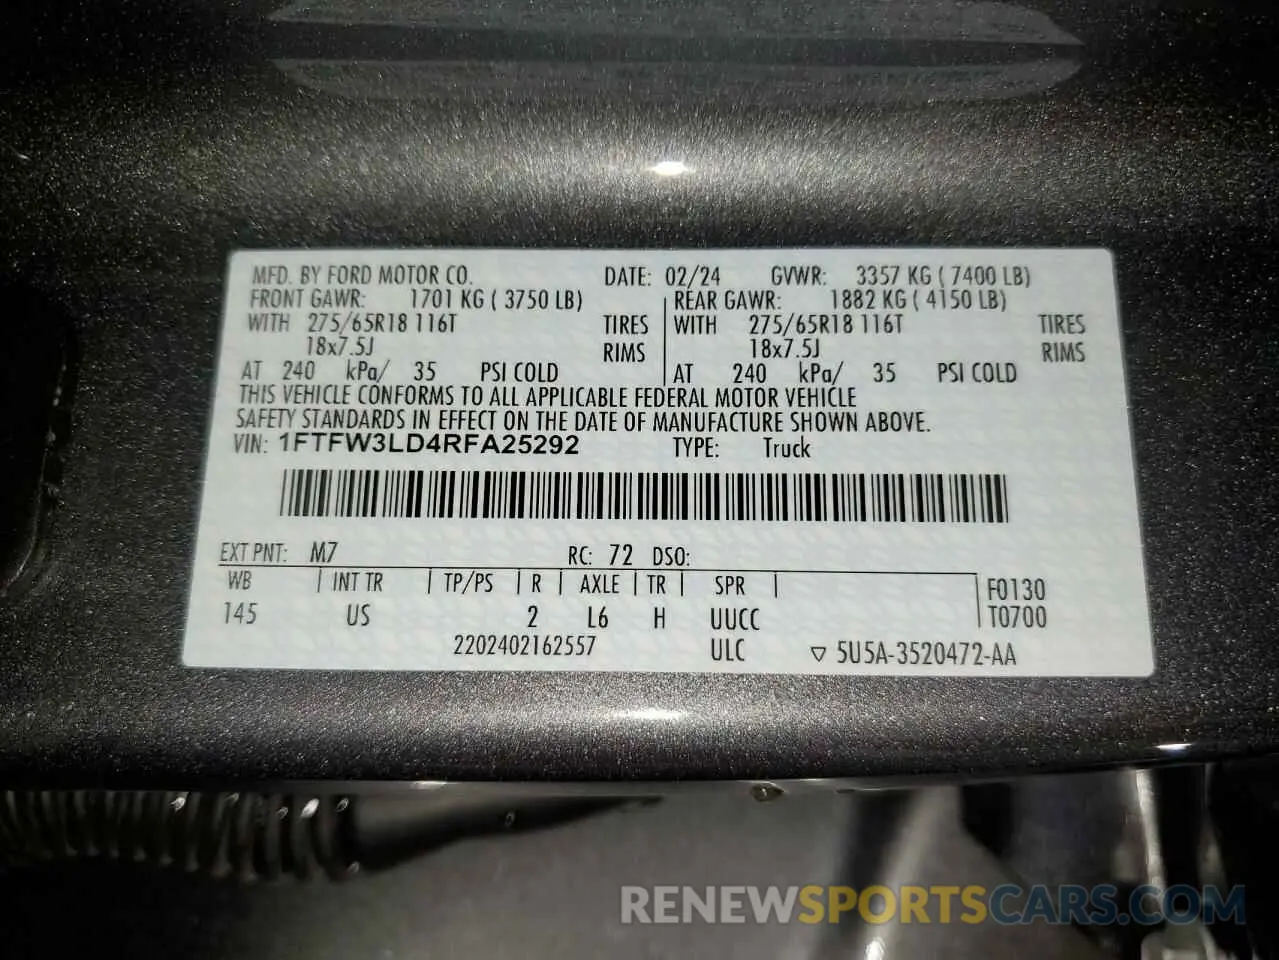 MFD. BY FORD MOTOR CO. DATE: 02/24 GVWR: 3357 KG ( 7400 LB)
FRONT GAWR: 1701 KG ( 3750 LB) REAR GAWR: 1882 KG ( 4150 LB)
WITH 275/65R18 116T TIRES WITH 275/65R18 116T TIRES
18x7.5J RIMS 18x7.5J RIMS
AT 240 kPa/ 35 PSI COLD AT 240 kPa/ 35 PSI COLD
THIS VEHICLE CONFORMS TO ALL APPLICABLE FEDERAL MOTOR VEHICLE
SAFETY STANDARDS IN EFFECT ON THE DATE OF MANUFACTURE SHOWN ABOVE.
VIN: 1FTFW3LD4RFA25292 TYPE: Truck
EXT PNT: M7 RC: 72 DSO:
WB INT TR TP/PS R AXLE TR SPR F0130
145 US 2 L6 H UUCC T0700
2202402162557 ULC ▽ 5U5A-3520472-AA
RENEWSPORTSCARS.COM